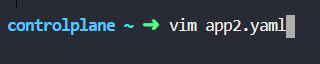 controlplane ~ ➜ vim app2.yaml